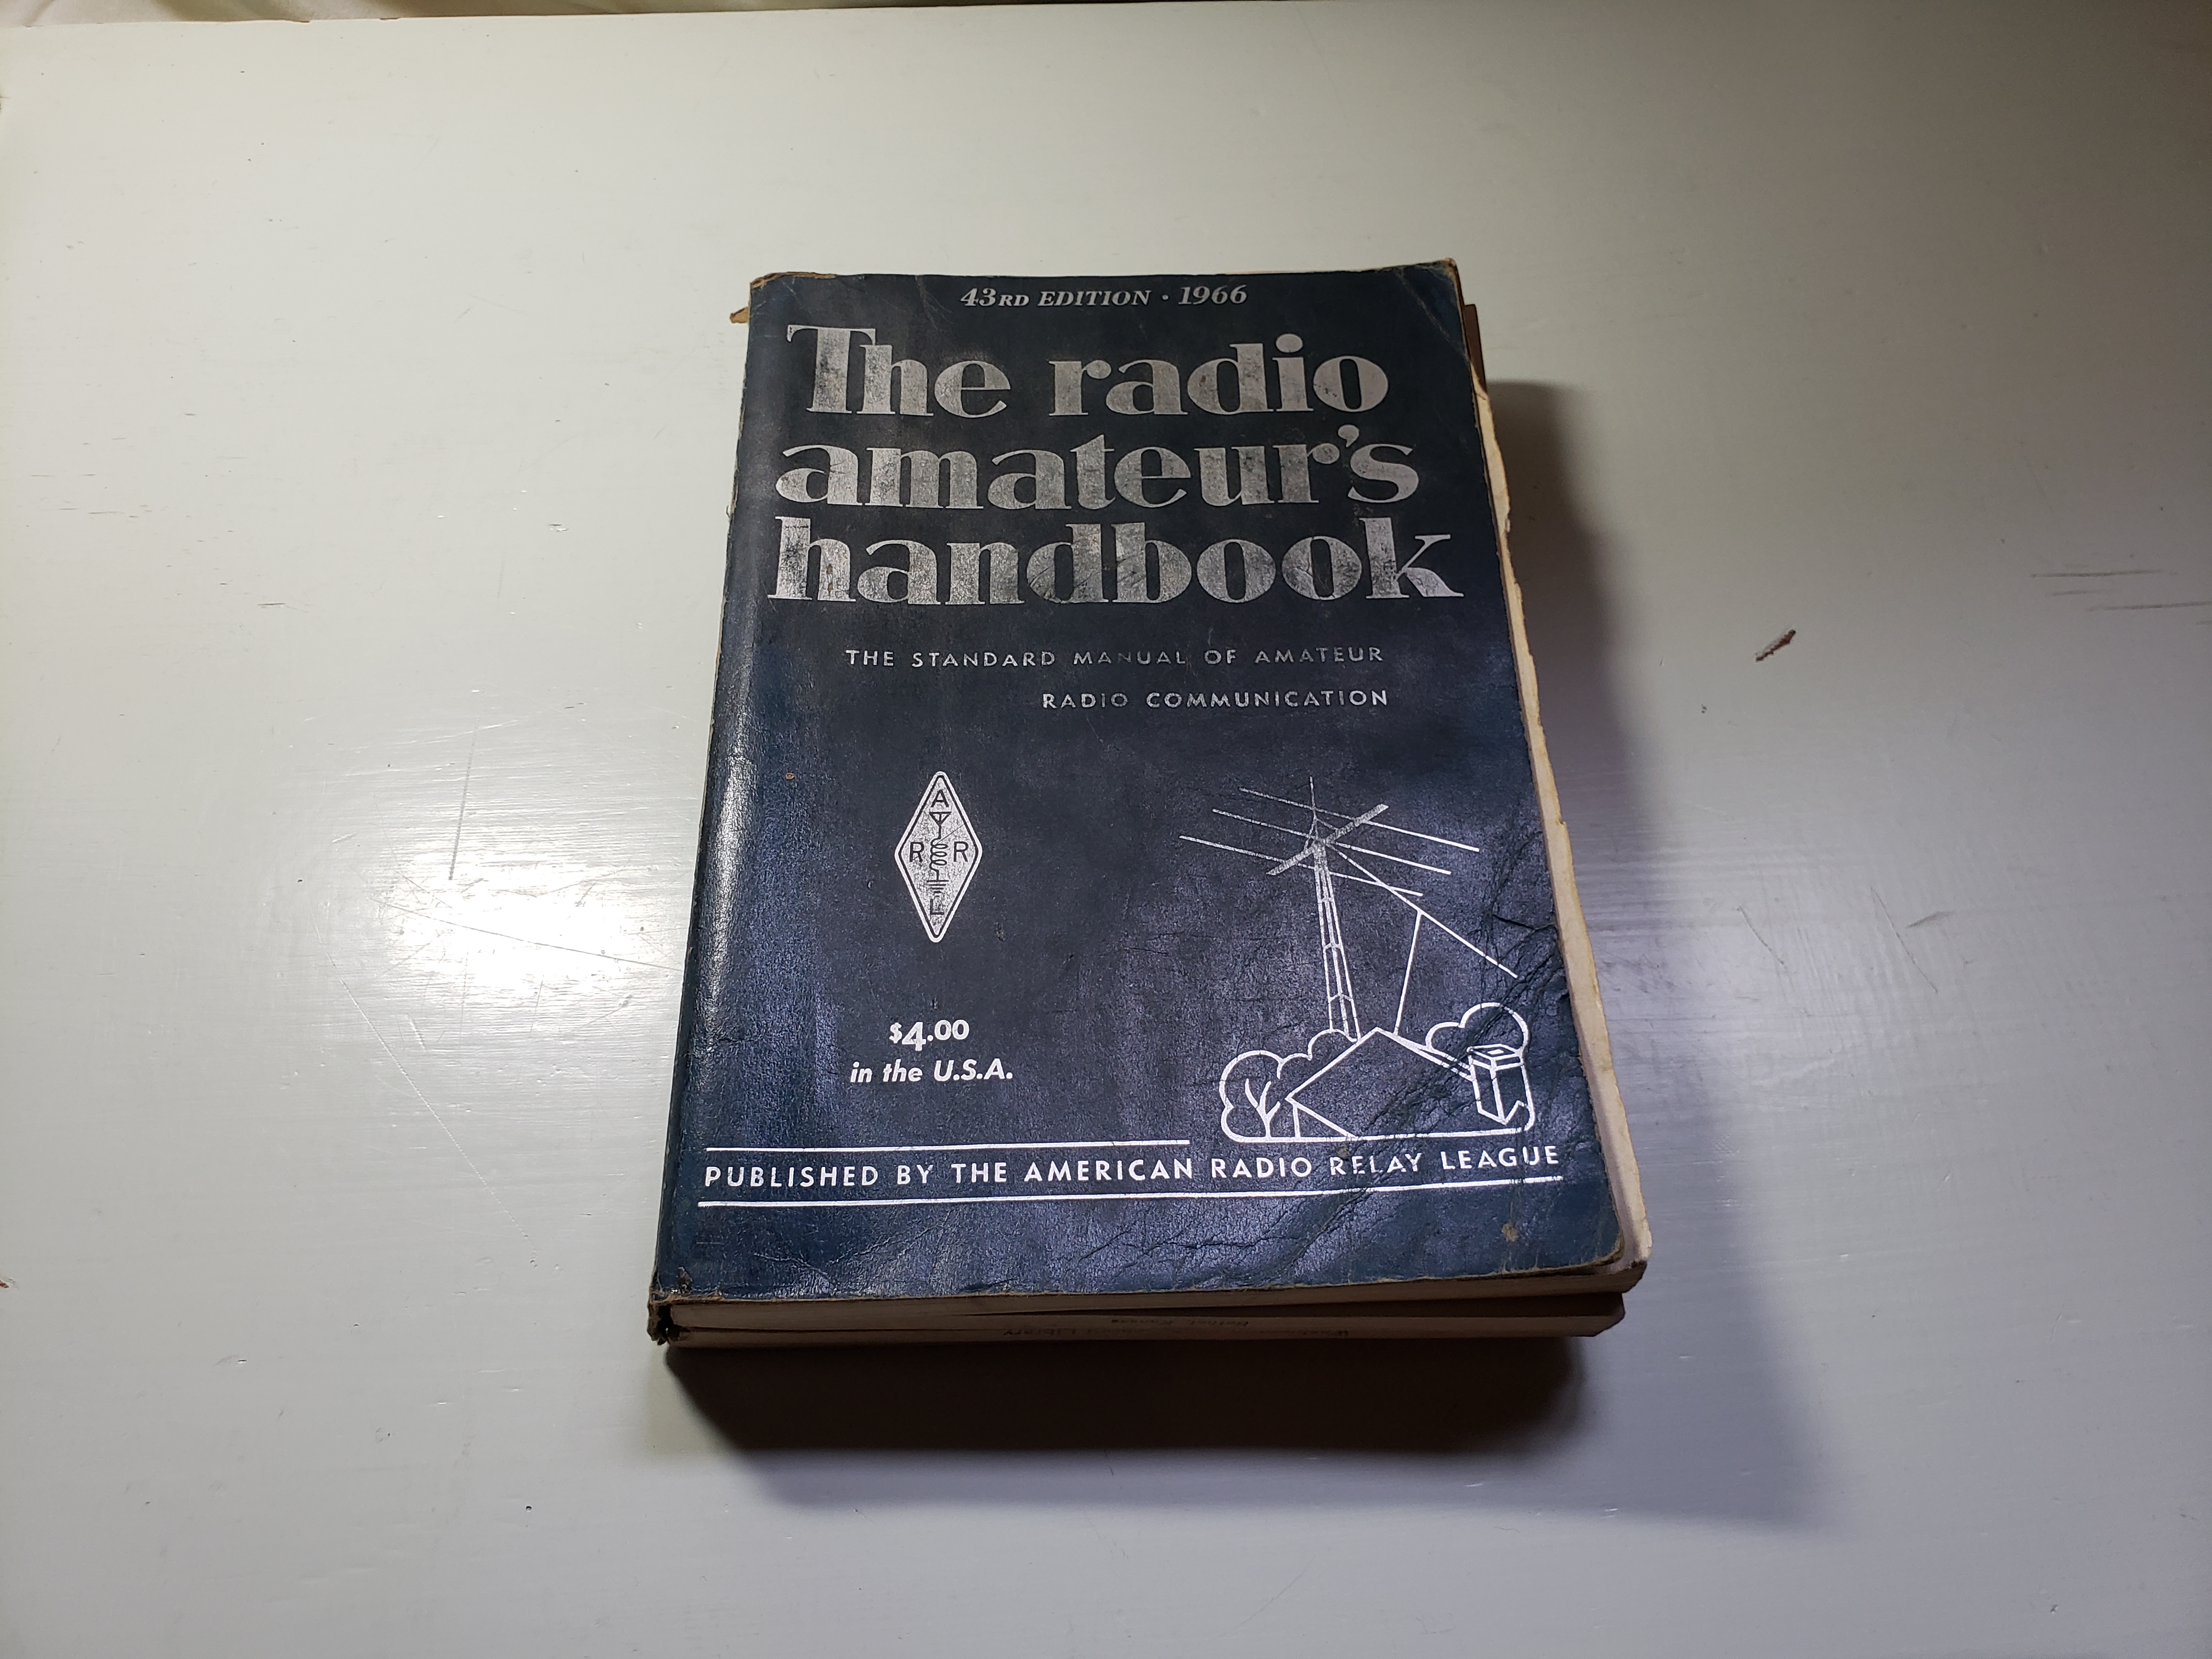 43RD EDITION · 1966
The radio
amateur's
handbook
THE STANDARD MANUAL OF AMATEUR
RADIO COMMUNICATION
A
R R
L
$4.00
in the U.S.A.
PUBLISHED BY THE AMERICAN RADIO RELAY LEAGUE
Library